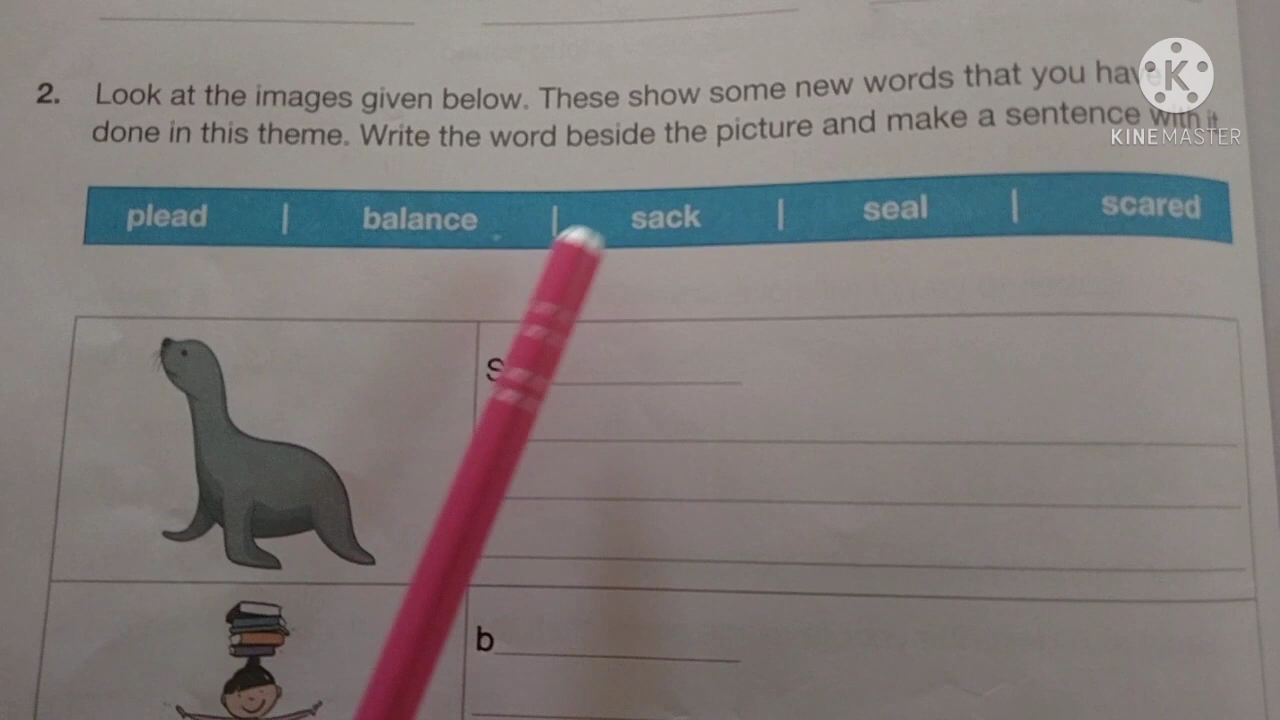 2. Look at the images given below. These show some new words that you have
done in this theme. Write the word beside the picture and make a sentence with it
K
KINEMASTER
plead | balance | sack | seal | scared
s
b